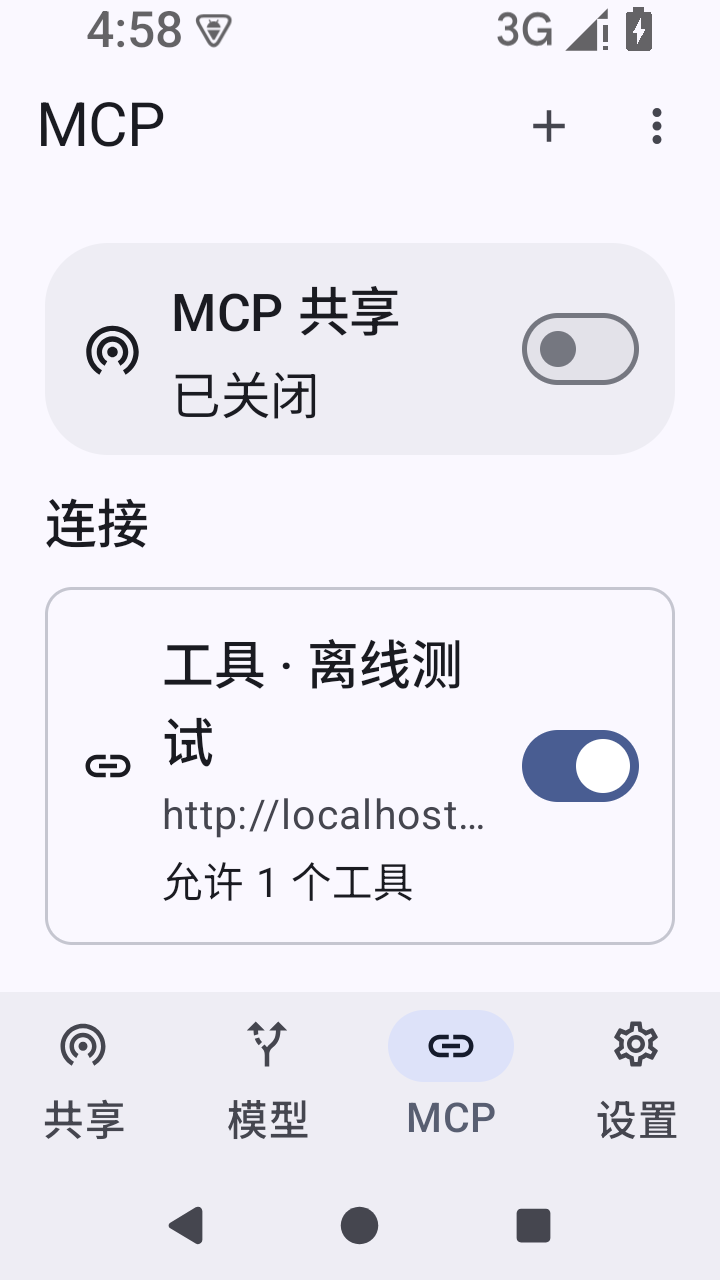 4:58
3G
MCP
MCP 共享
已关闭
连接
工具 · 离线测
试
http://localhost…
允许 1 个工具
共享
模型
MCP
设置